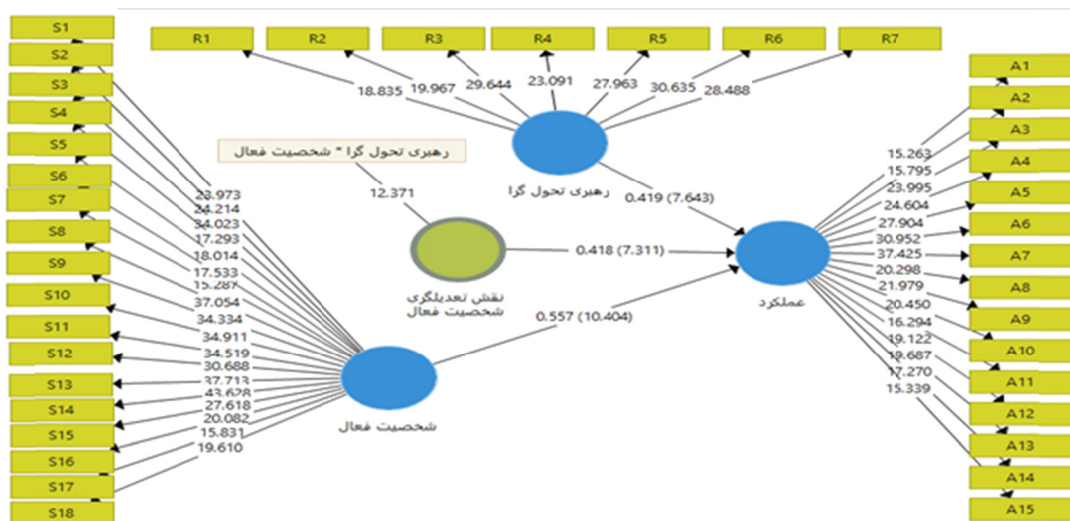 S1
S2
S3
S4
S5
S6
S7
S8
S9
S10
S11
S12
S13
S14
S15
S16
S17
S18
R1
R2
R3
R4
R5
R6
R7
18.835
19.967
29.644
23.091
27.963
30.635
28.488
رهبری تحول گرا
رهبری تحول گرا * شخصیت فعال
12.371
نقش تعدیلگری
شخصیت فعال
0.419 (7.643)
0.418 (7.311)
0.557 (10.404)
عملکرد
23.973
24.214
34.023
17.293
18.014
17.533
15.287
37.054
34.334
34.911
34.519
30.688
37.713
43.628
27.618
20.082
15.831
19.610
شخصیت فعال
15.263
15.795
23.995
24.604
27.904
30.952
37.425
20.298
21.979
20.450
16.294
19.122
19.687
17.270
15.339
A1
A2
A3
A4
A5
A6
A7
A8
A9
A10
A11
A12
A13
A14
A15